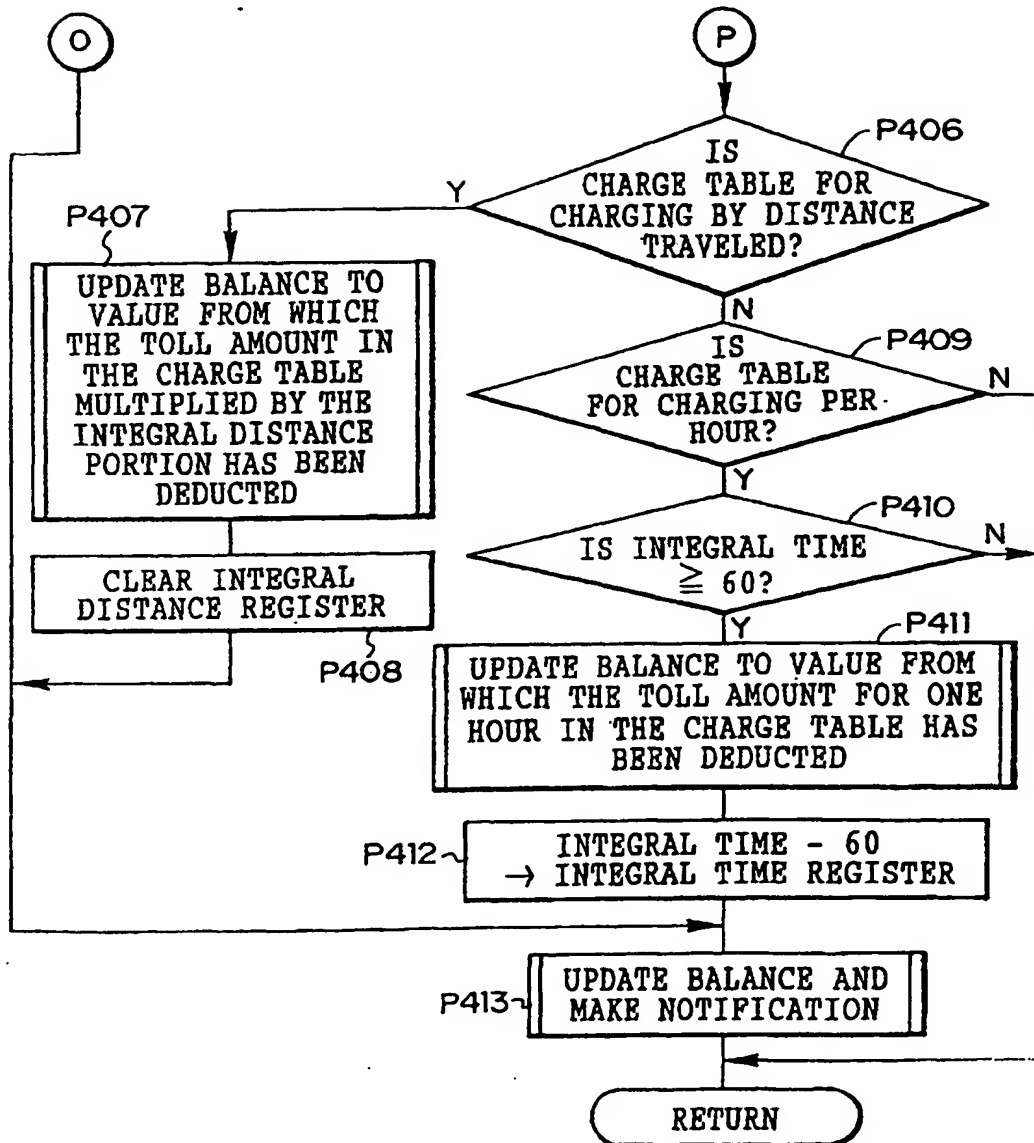 O
P
P406
IS
CHARGE TABLE FOR
CHARGING BY DISTANCE
TRAVELED?
Y
N
P407
UPDATE BALANCE TO
VALUE FROM WHICH
THE TOLL AMOUNT IN
THE CHARGE TABLE
MULTIPLIED BY THE
INTEGRAL DISTANCE
PORTION HAS BEEN
DEDUCTED
CLEAR INTEGRAL
DISTANCE REGISTER
P408
P409
IS
CHARGE TABLE
FOR CHARGING PER
HOUR?
N
Y
P410
IS INTEGRAL TIME
≧ 60?
N
Y
P411
UPDATE BALANCE TO VALUE FROM
WHICH THE TOLL AMOUNT FOR ONE
HOUR IN THE CHARGE TABLE HAS
BEEN DEDUCTED
P412
INTEGRAL TIME - 60
→ INTEGRAL TIME REGISTER
P413
UPDATE BALANCE AND
MAKE NOTIFICATION
RETURN